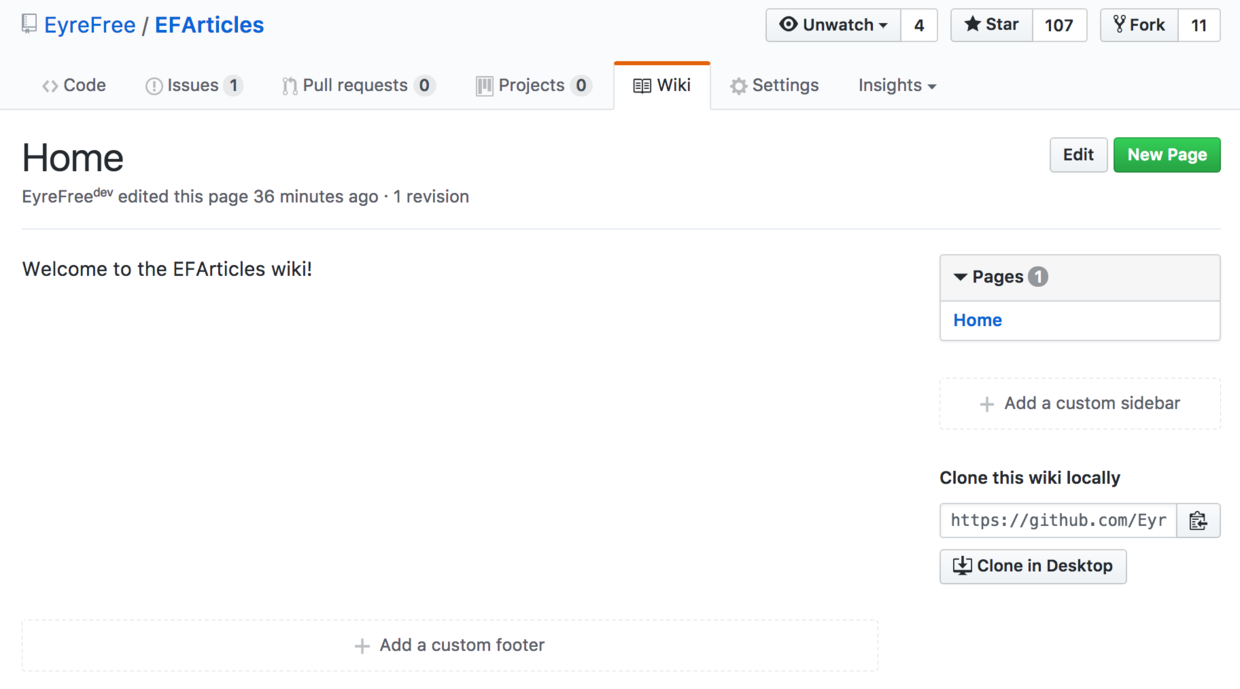 EyreFree / EFArticles
Unwatch 4 Star 107 Fork 11
Code Issues 1 Pull requests 0 Projects 0 Wiki Settings Insights
Home
Edit New Page
EyreFreedev edited this page 36 minutes ago · 1 revision
Welcome to the EFArticles wiki!
Pages 1
Home
+ Add a custom sidebar
Clone this wiki locally
https://github.com/Eyr
Clone in Desktop
+ Add a custom footer